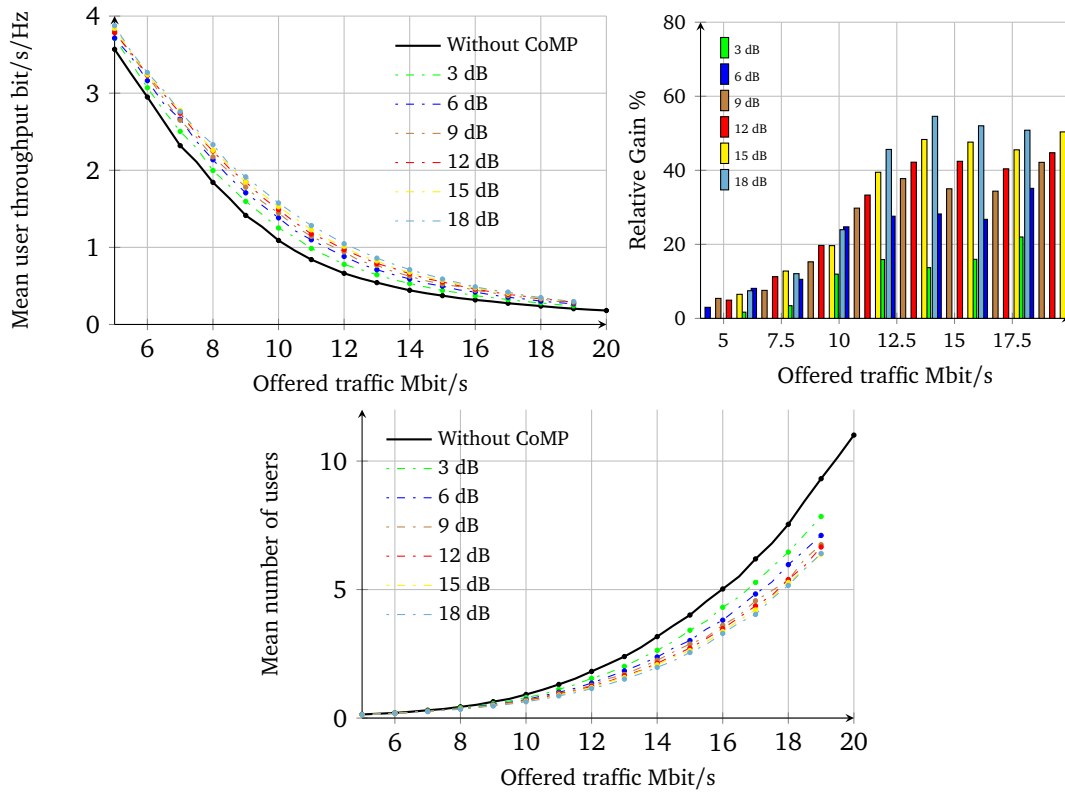 Mean user throughput bit/s/Hz
4
3
2
1
0
6 8 10 12 14 16 18 20
Offered traffic Mbit/s
Without CoMP
3 dB
6 dB
9 dB
12 dB
15 dB
18 dB
Relative Gain %
80
60
40
20
0
5 7.5 10 12.5 15 17.5
Offered traffic Mbit/s
3 dB
6 dB
9 dB
12 dB
15 dB
18 dB
Mean number of users
10
5
0
6 8 10 12 14 16 18 20
Offered traffic Mbit/s
Without CoMP
3 dB
6 dB
9 dB
12 dB
15 dB
18 dB